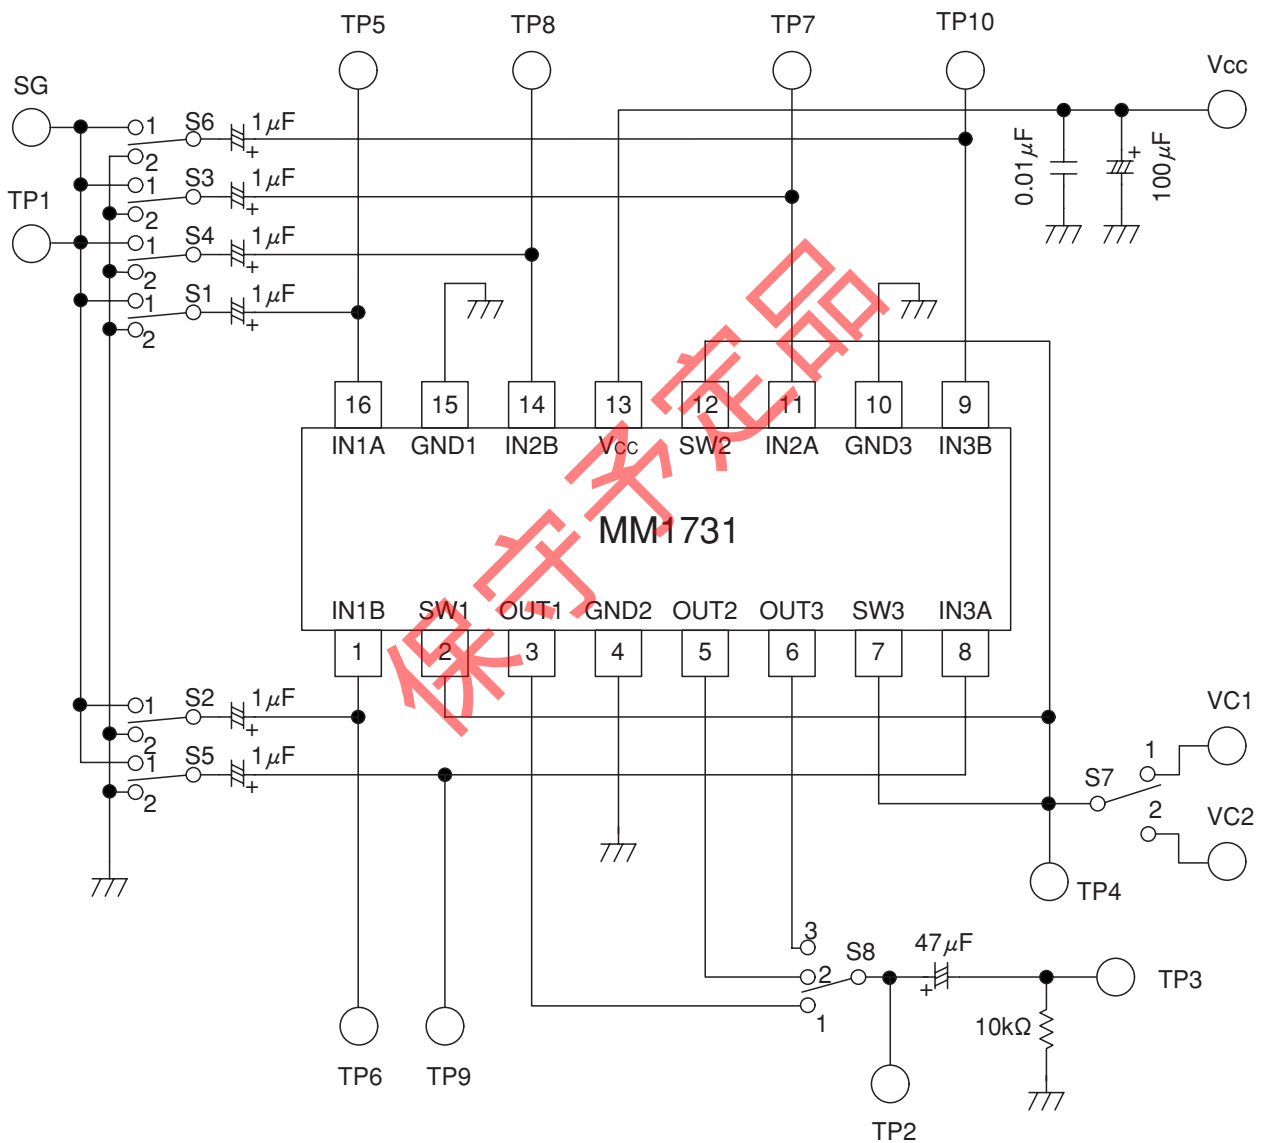 TP5
TP8
TP7
TP10
SG
Vcc
1
S6
1μF
+
2
1
S3
1μF
+
2
TP1
1
S4
1μF
+
2
1
S1
1μF
+
2
0.01μF
+
100μF
16
15
14
13
12
11
10
9
IN1A
GND1
IN2B
Vcc
SW2
IN2A
GND3
IN3B
MM1731
保守予定品
IN1B
SW1
OUT1
GND2
OUT2
OUT3
SW3
IN3A
1
2
3
4
5
6
7
8
1
S2
1μF
+
2
1
S5
1μF
+
2
VC1
1
S7
2
VC2
TP4
3
2
1
S8
47μF
+
TP3
10kΩ
TP6
TP9
TP2